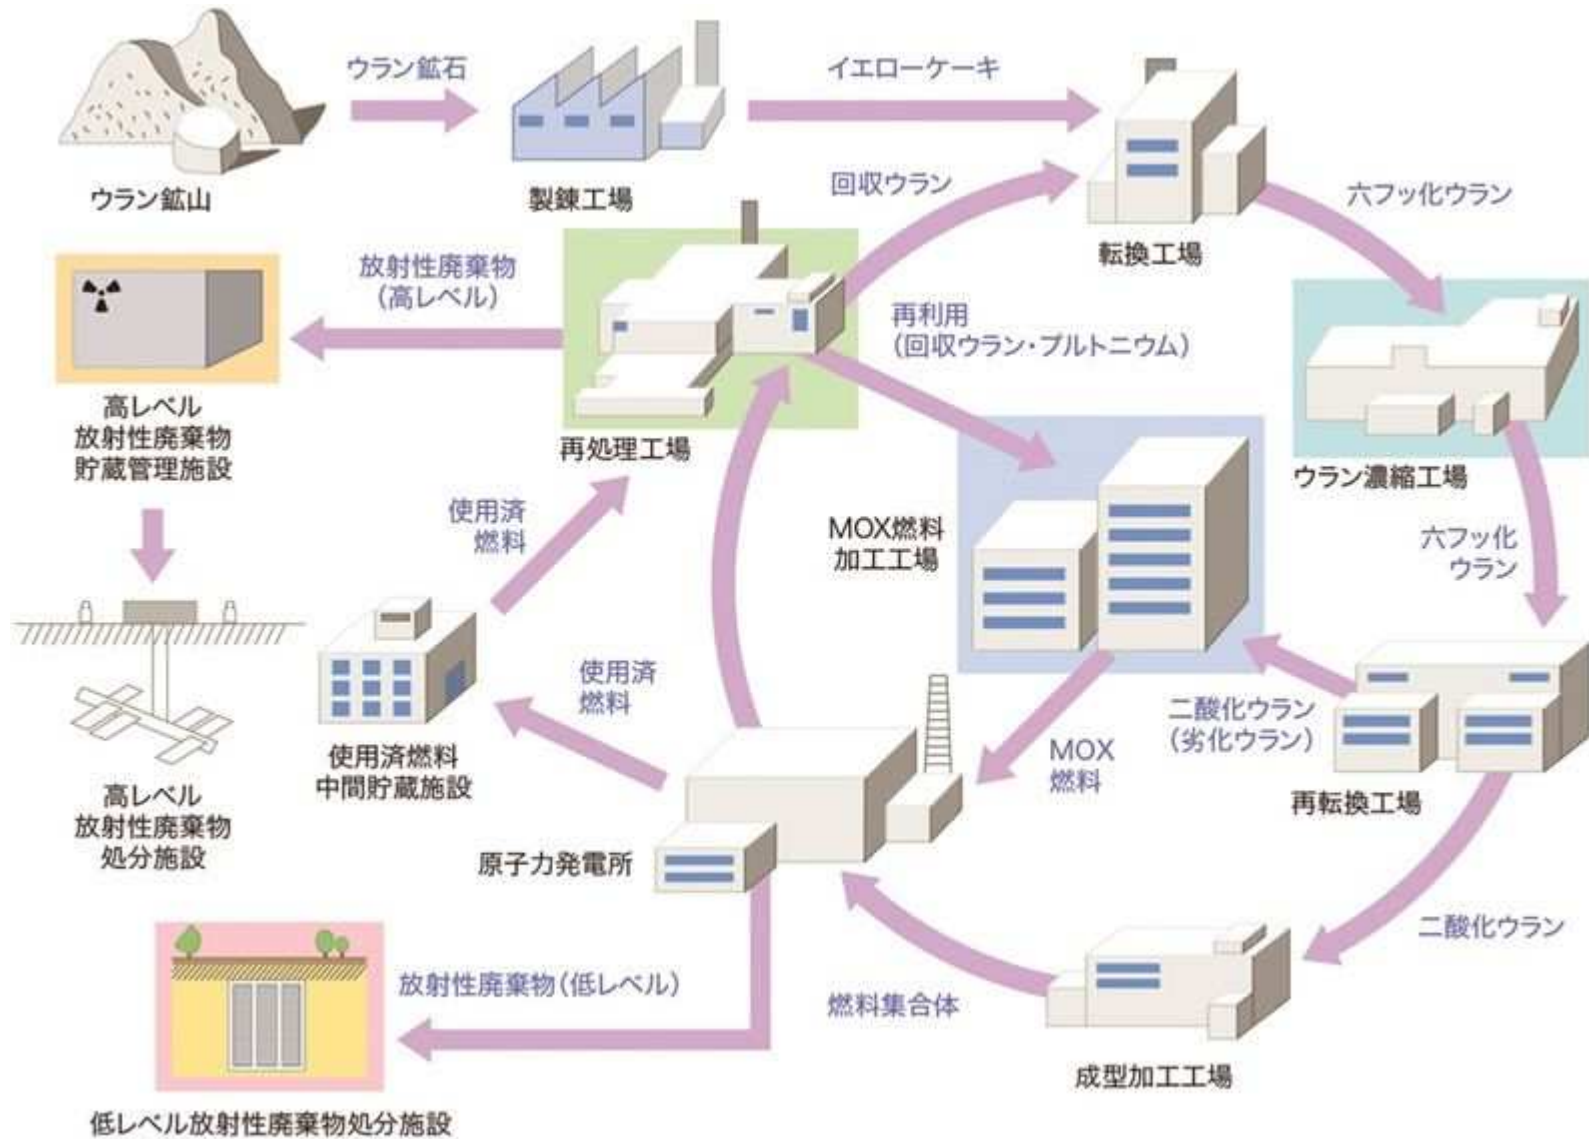 ウラン鉱石
イエローケーキ
ウラン鉱山
製錬工場
回収ウラン
転換工場
六フッ化ウラン
放射性廃棄物
（高レベル）
再利用
（回収ウラン・プルトニウム）
高レベル
放射性廃棄物
貯蔵管理施設
再処理工場
ウラン濃縮工場
使用済
燃料
MOX燃料
加工工場
六フッ化
ウラン
使用済
燃料
二酸化ウラン
（劣化ウラン）
MOX
燃料
使用済燃料
中間貯蔵施設
再転換工場
高レベル
放射性廃棄物
処分施設
原子力発電所
二酸化ウラン
放射性廃棄物（低レベル）
燃料集合体
成型加工工場
低レベル放射性廃棄物処分施設